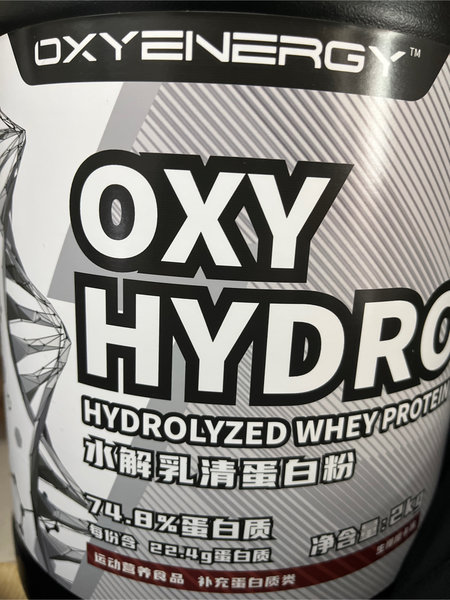 OXYENERGY™
OXY
HYDRO
HYDROLYZED WHEY PROTEIN
水解乳清蛋白粉
74.8%蛋白质
每份含 22.4g蛋白质
净含量:2kg
运动营养食品 补充蛋白质类